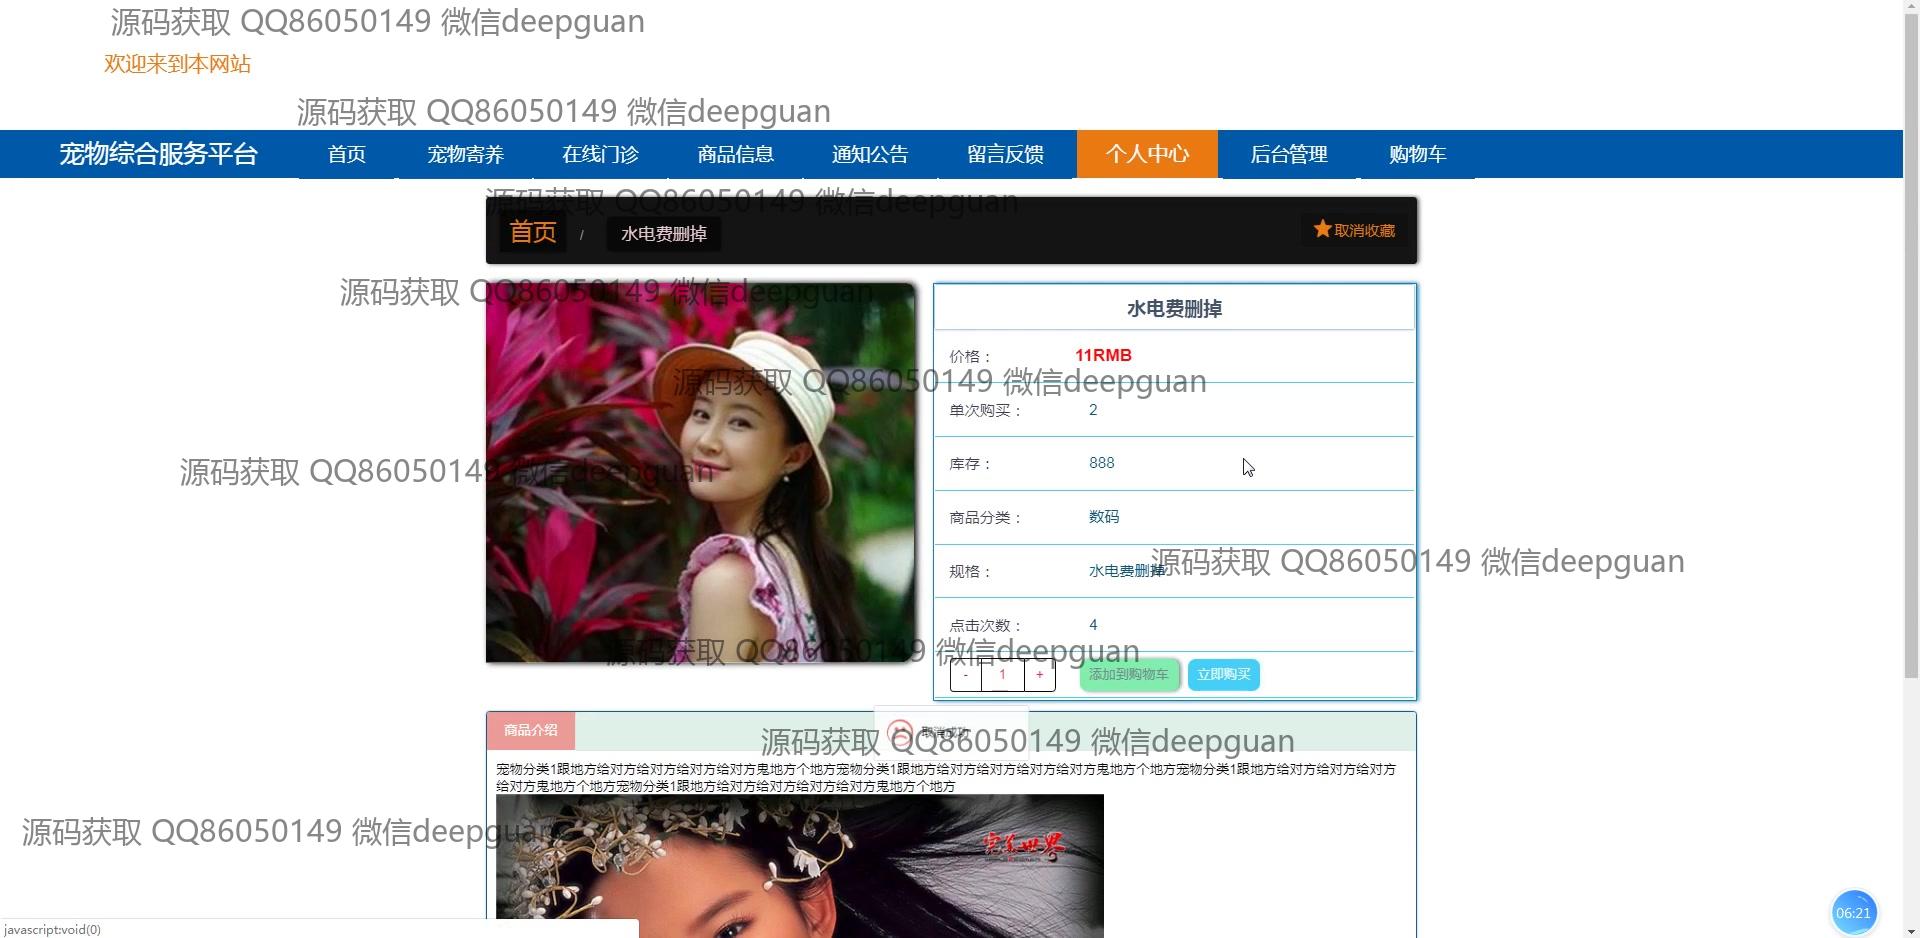 源码获取 QQ86050149 微信deepguan
欢迎来到本网站
源码获取 QQ86050149 微信deepguan
宠物综合服务平台 首页 宠物寄养 在线门诊 商品信息 通知公告 留言反馈 个人中心 后台管理 购物车
源码获取 QQ86050149 微信deepguan
首页 / 水电费删掉 取消收藏
源码获取 QQ86050149 微信deepguan
水电费删掉
价格： 11RMB
源码获取 QQ86050149 微信deepguan
单次购买： 2
库存： 888
源码获取 QQ86050149 微信deepguan
商品分类： 数码
源码获取 QQ86050149 微信deepguan
规格： 水电费删掉
点击次数： 4
源码获取 QQ86050149 微信deepguan
- 1 + 添加到购物车 立即购买
商品介绍
取消成功
源码获取 QQ86050149 微信deepguan
宠物分类1跟地方给对方给对方给对方给对方鬼地方个地方宠物分类1跟地方给对方给对方给对方给对方鬼地方个地方宠物分类1跟地方给对方给对方给对方
给对方鬼地方个地方宠物分类1跟地方给对方给对方给对方给对方鬼地方个地方
源码获取 QQ86050149 微信deepguan
完美世界
06:21
javascript:void(0)